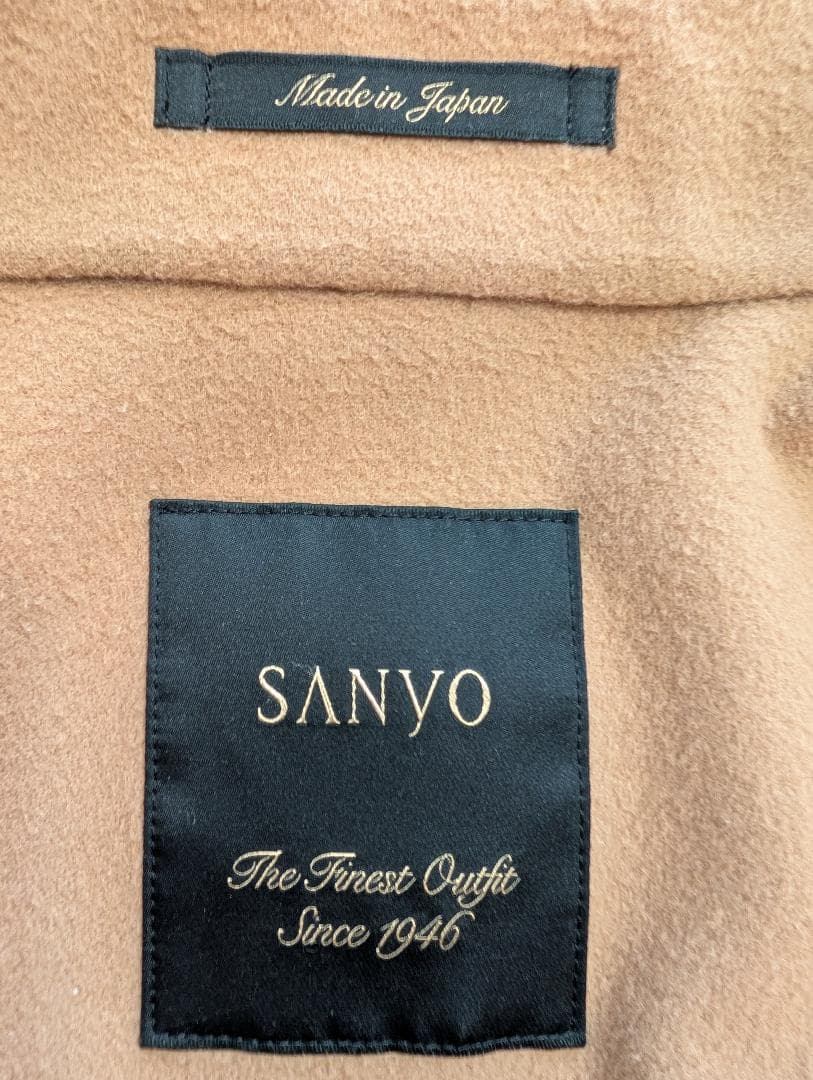 Made in Japan
SANYO
The Finest Outfit
Since 1946